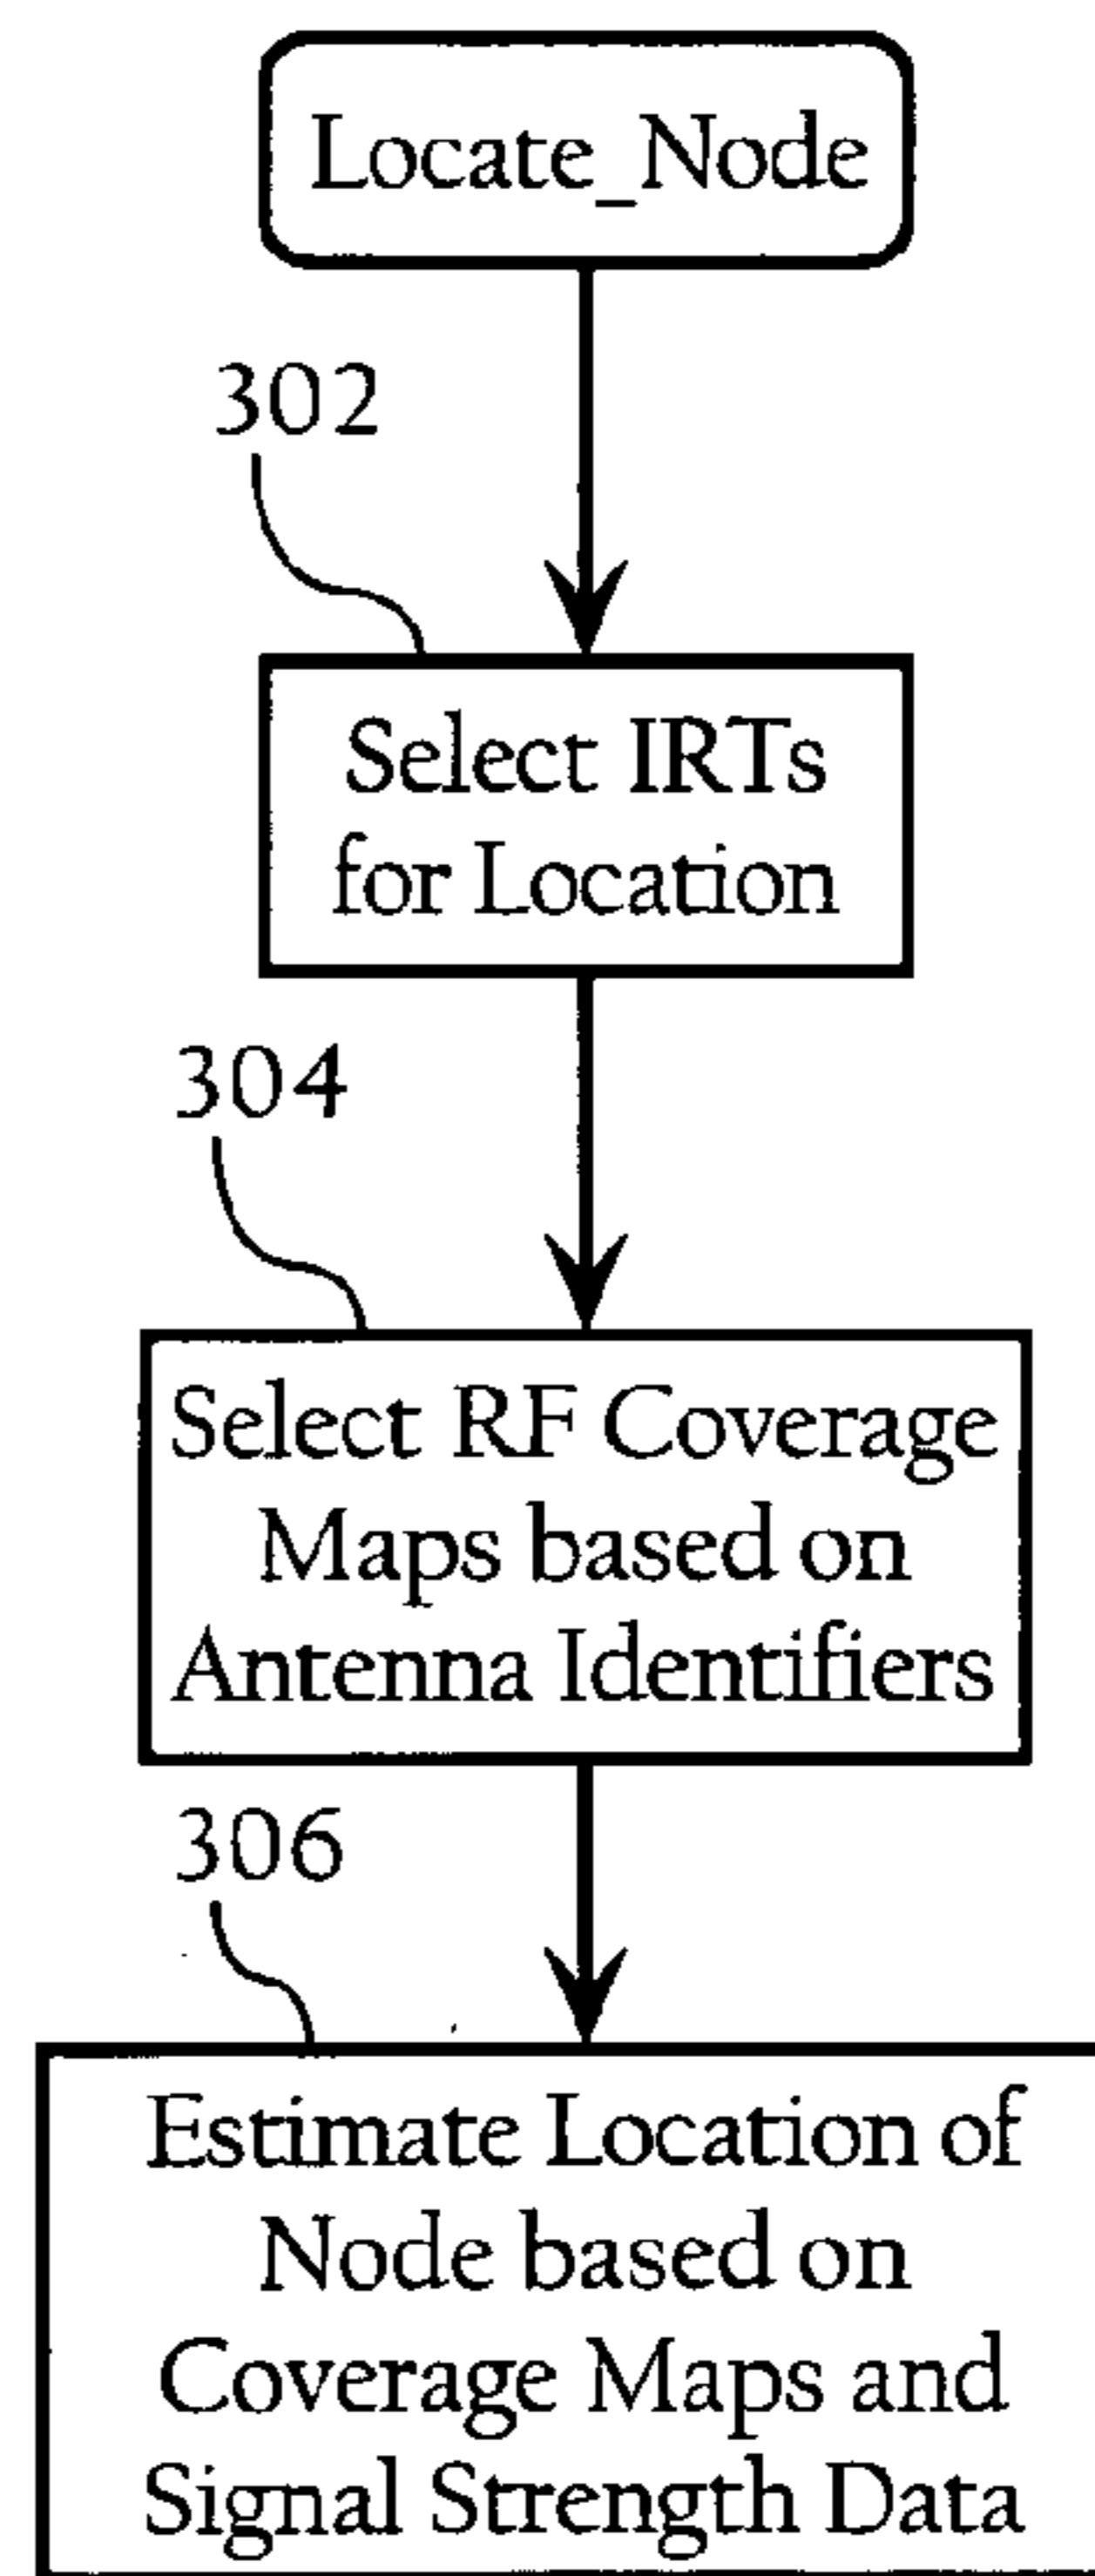 Locate_Node
302
Select IRTs
for Location
304
Select RF Coverage
Maps based on
Antenna Identifiers
306
Estimate Location of
Node based on
Coverage Maps and
Signal Strength Data